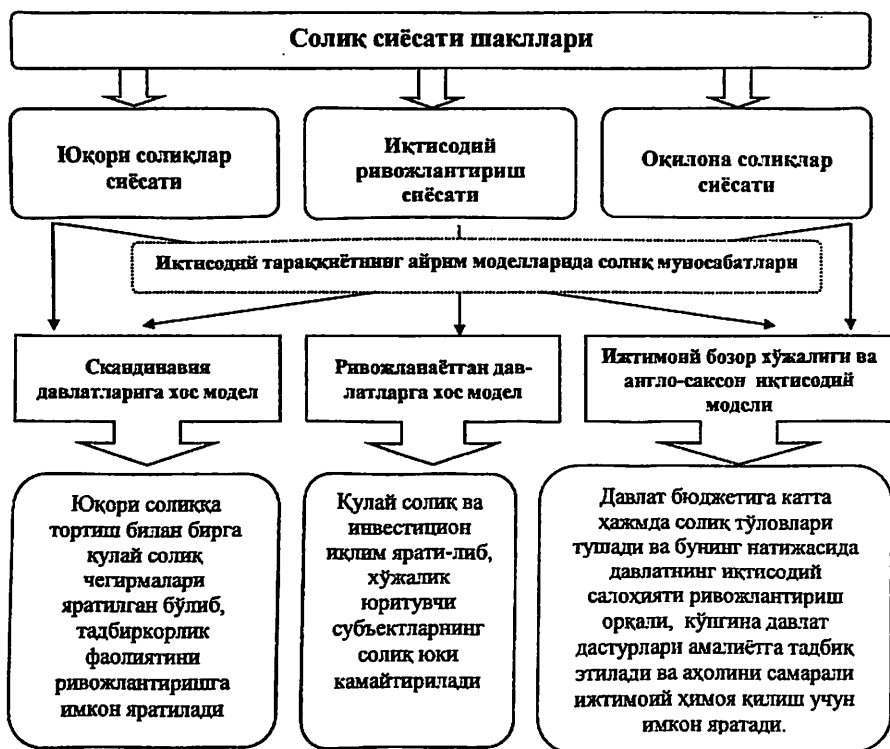 Солиқ сиёсати шакллари
Юқори солиқлар
сиёсати
Иқтисодий
ривожлантириш
сиёсати
Оқилона солиқлар
сиёсати
Иқтисодий тараққиётнинг айрим моделларида солиқ муносабатлари
Скандинавия
давлатларига хос модел
Ривожланаётган дав-
латларга хос модел
Ижтимоий бозор хўжалиги ва
англо-саксон иқтисодий
модели
Юқори солиққа
тортиш билан бирга
қулай солиқ
чегирмалари
яратилган бўлиб,
тадбиркорлик
фаолиятини
ривожлантиришга
имкон яратилади
Қулай солиқ ва
инвестицион
иқлим ярати-либ,
хўжалик
юритувчи
субъектларнинг
солиқ юки
камайтирилади
Давлат бюджетига катта
ҳажмда солиқ тўловлари
тушади ва бунинг натижасида
давлатнинг иқтисодий
салоҳияти ривожлантириш
орқали, кўпгина давлат
дастурлари амалиётга тадбиқ
этилади ва аҳолини самарали
ижтимоий ҳимоя қилиш учун
имкон яратади.